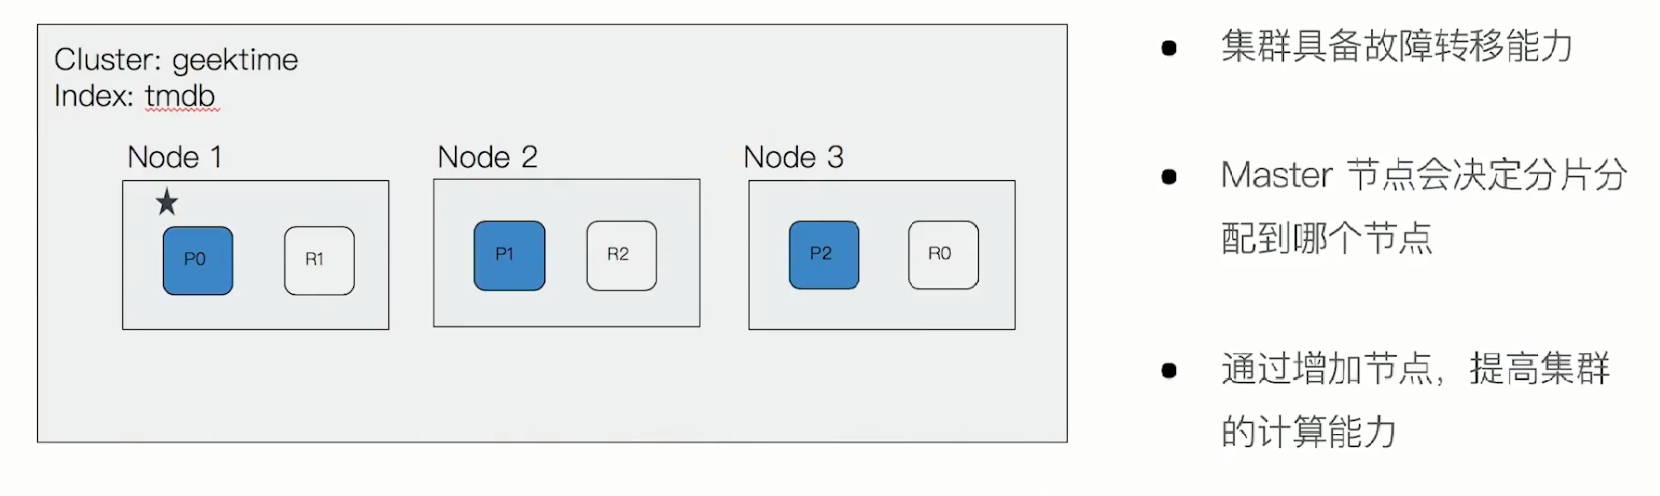 Cluster: geektime
Index: tmdb
Node 1
Node 2
Node 3
P0
R1
P1
R2
P2
R0
• 集群具备故障转移能力
• Master 节点会决定分片分
配到哪个节点
• 通过增加节点，提高集群
的计算能力